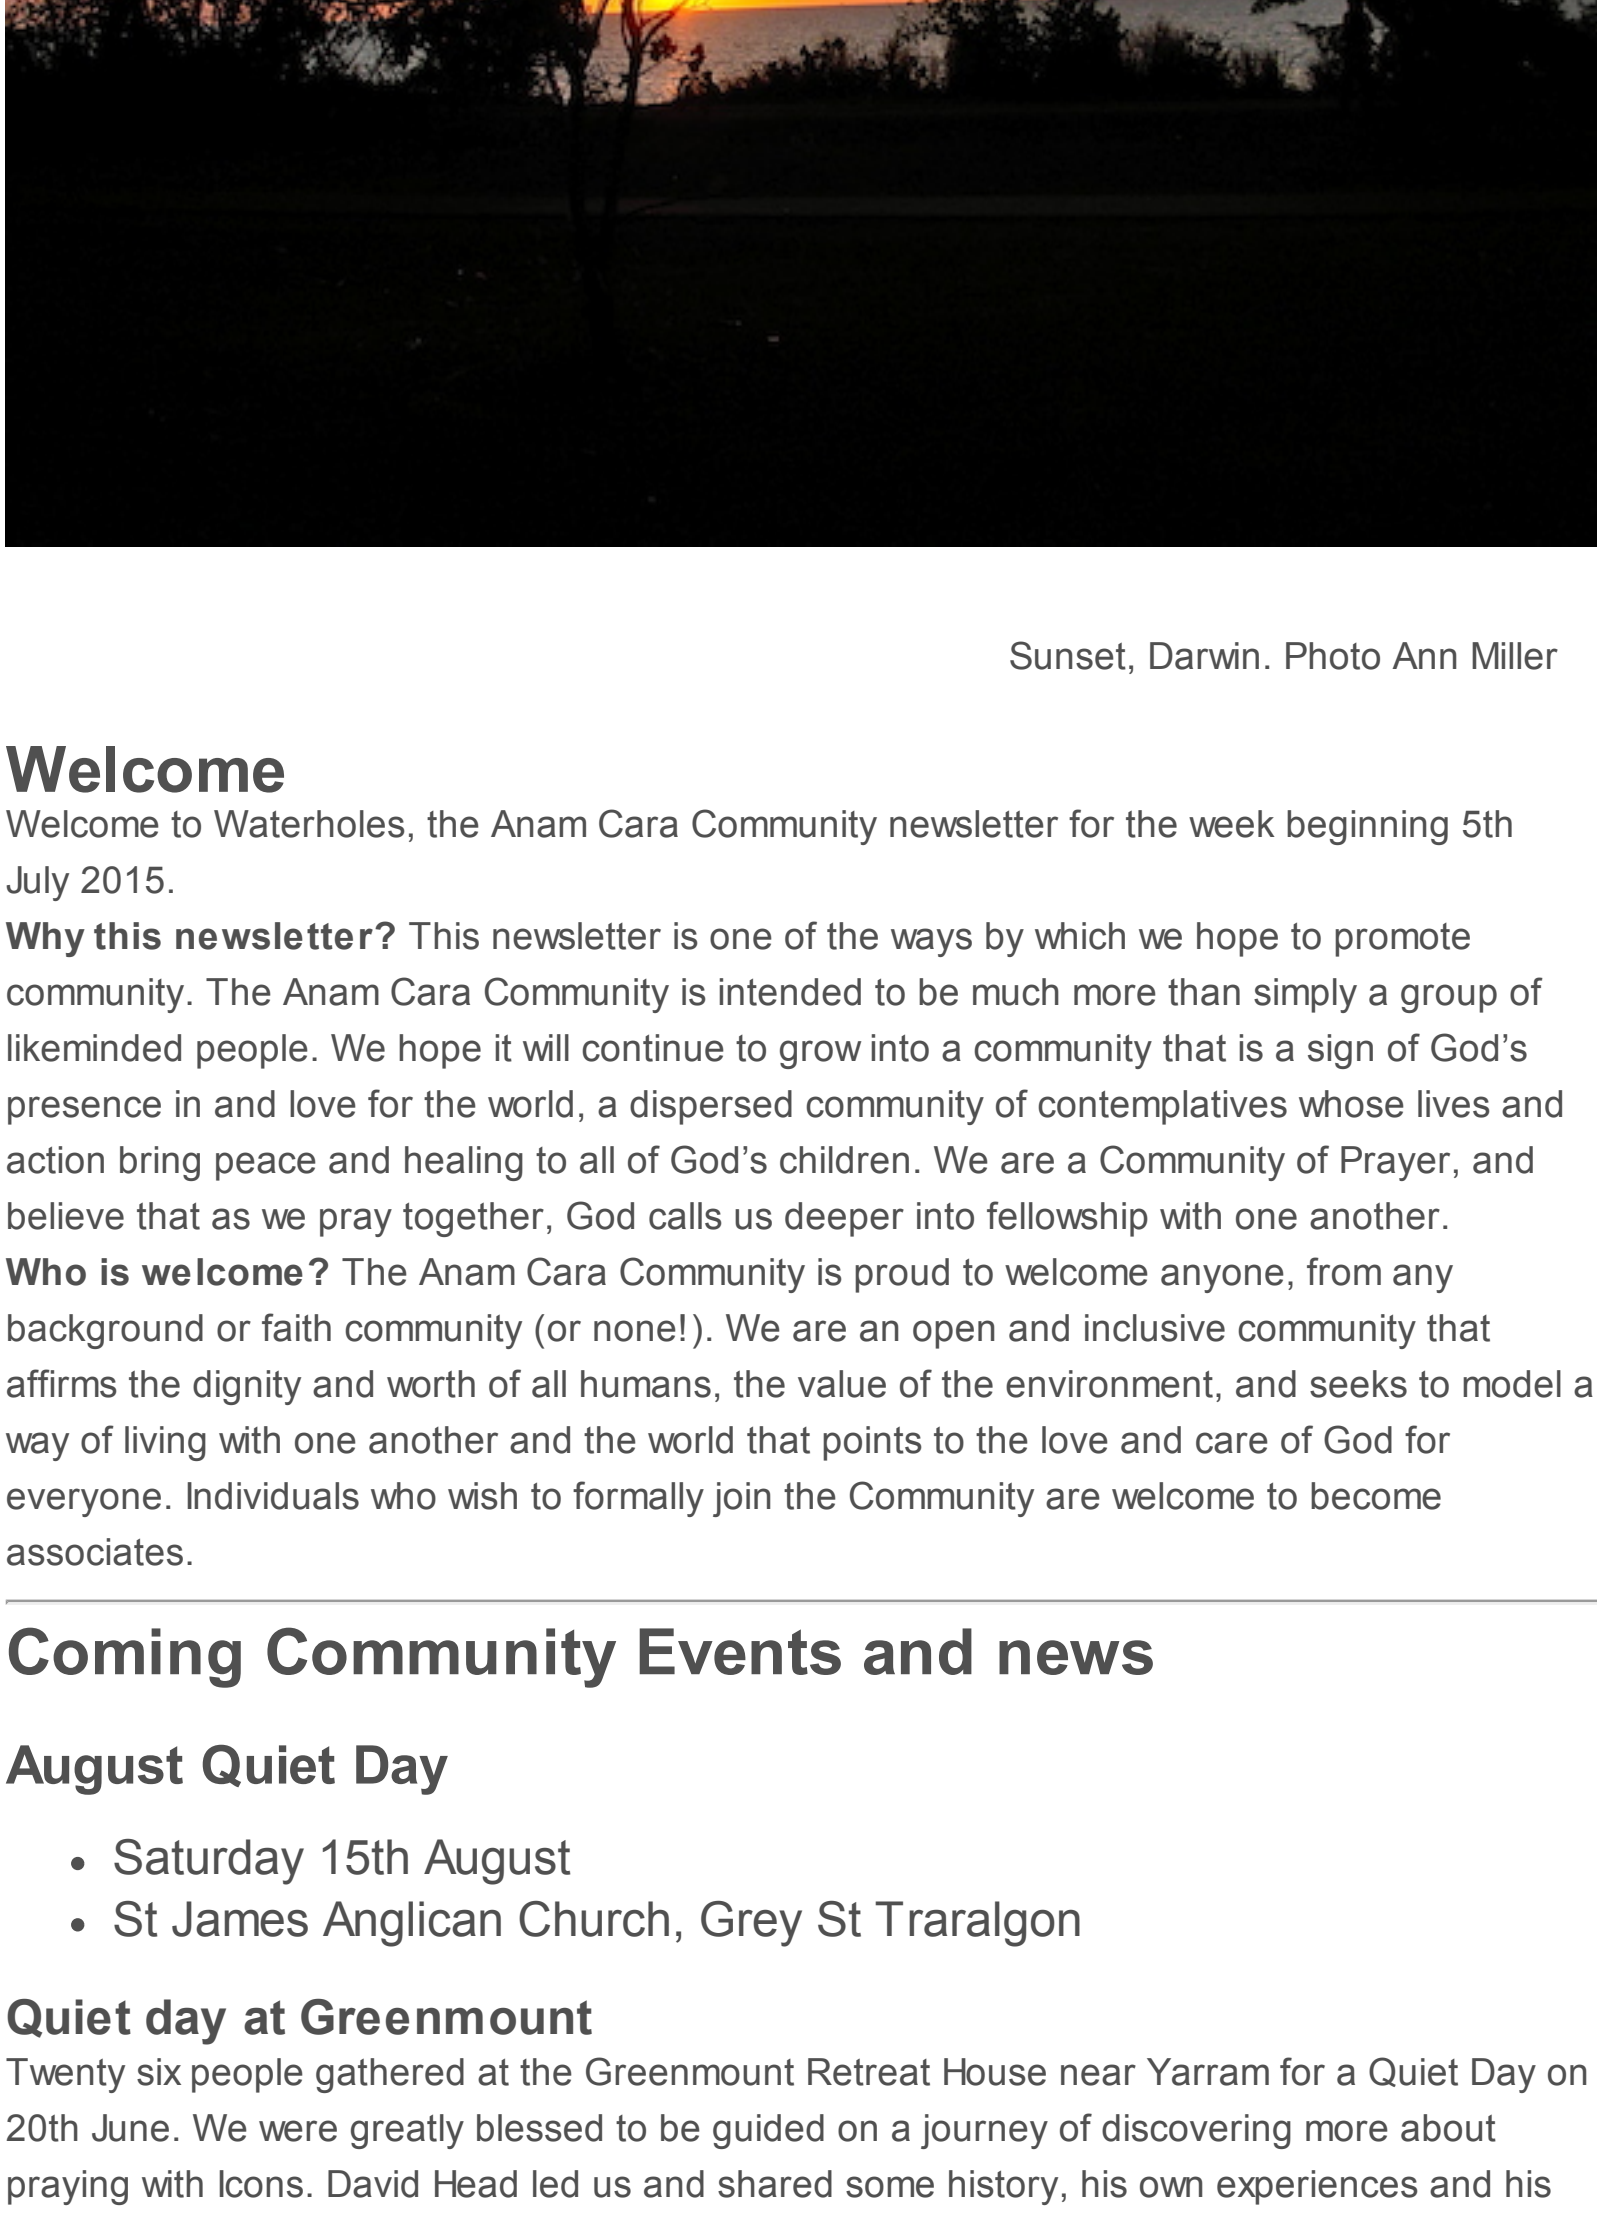 Sunset, Darwin. Photo Ann Miller
Welcome
Welcome to Waterholes, the Anam Cara Community newsletter for the week beginning 5th
July 2015.
Why this newsletter? This newsletter is one of the ways by which we hope to promote
community. The Anam Cara Community is intended to be much more than simply a group of
likeminded people. We hope it will continue to grow into a community that is a sign of God’s
presence in and love for the world, a dispersed community of contemplatives whose lives and
action bring peace and healing to all of God’s children. We are a Community of Prayer, and
believe that as we pray together, God calls us deeper into fellowship with one another.
Who is welcome? The Anam Cara Community is proud to welcome anyone, from any
background or faith community (or none!). We are an open and inclusive community that
affirms the dignity and worth of all humans, the value of the environment, and seeks to model a
way of living with one another and the world that points to the love and care of God for
everyone. Individuals who wish to formally join the Community are welcome to become
associates.
Coming Community Events and news
August Quiet Day
• Saturday 15th August
• St James Anglican Church, Grey St Traralgon
Quiet day at Greenmount
Twenty six people gathered at the Greenmount Retreat House near Yarram for a Quiet Day on
20th June. We were greatly blessed to be guided on a journey of discovering more about
praying with Icons. David Head led us and shared some history, his own experiences and his